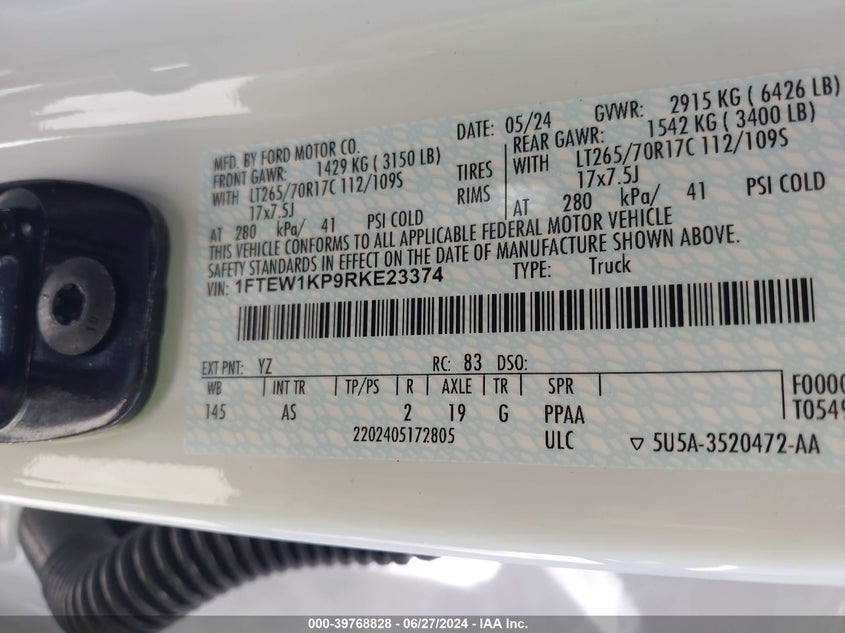 MFD. BY FORD MOTOR CO. DATE: 05/24 GVWR: 2915 KG ( 6426 LB)
FRONT GAWR: 1429 KG ( 3150 LB) REAR GAWR: 1542 KG ( 3400 LB)
WITH LT265/70R17C 112/109S TIRES WITH LT265/70R17C 112/109S
17x7.5J RIMS 17x7.5J
AT 280 kPa/ 41 PSI COLD AT 280 kPa/ 41 PSI COLD
THIS VEHICLE CONFORMS TO ALL APPLICABLE FEDERAL MOTOR VEHICLE
SAFETY STANDARDS IN EFFECT ON THE DATE OF MANUFACTURE SHOWN ABOVE.
VIN: 1FTEW1KP9RKE23374 TYPE: Truck
EXT PNT: YZ RC: 83 DSO:
WB INT TR TP/PS R AXLE TR SPR F0000
145 AS 2 19 G PPAA T0549
2202405172805 ULC ▽ 5U5A-3520472-AA
000-39768828 - 06/27/2024 - IAA Inc.